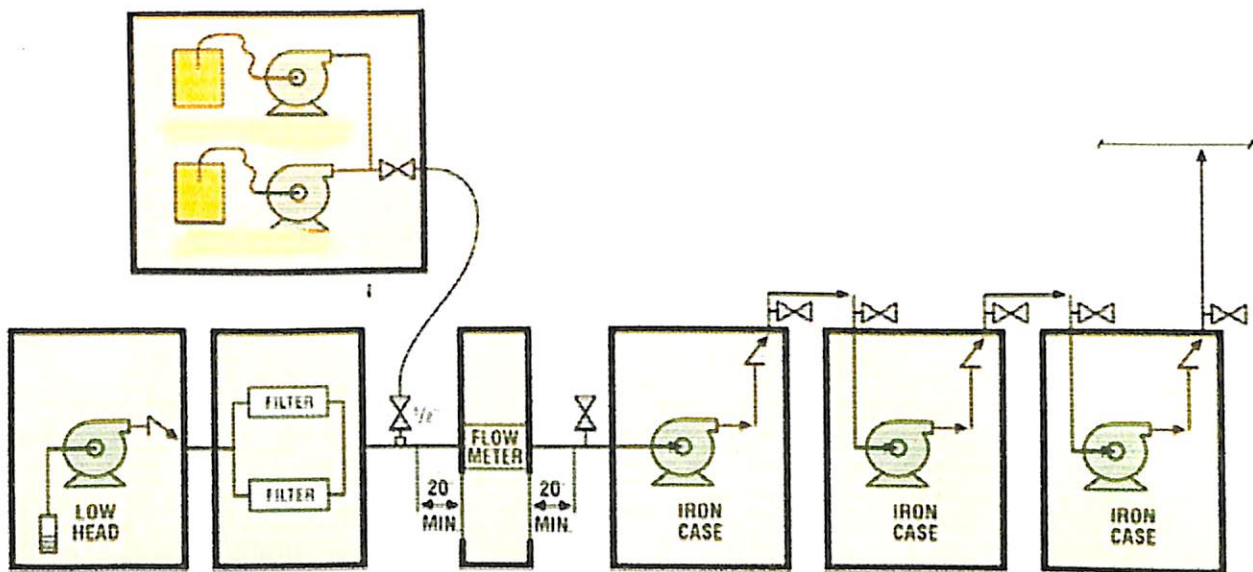 FILTER
FILTER
LOW
HEAD
FLOW
METER
20"
MIN.
20"
MIN.
IRON
CASE
IRON
CASE
IRON
CASE